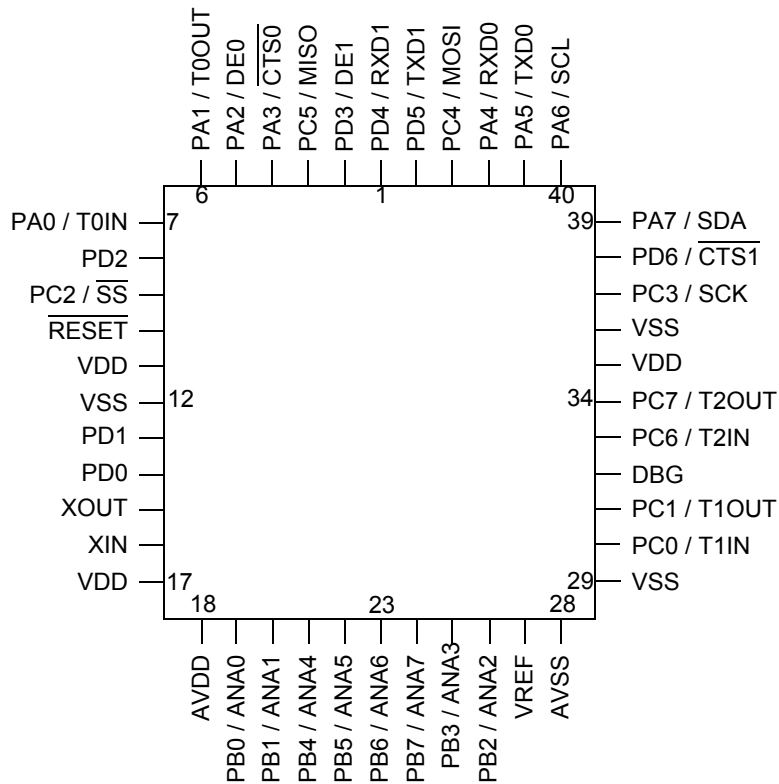 PA1 / T0OUT
PA2 / DE0
PA3 / CTS0
PC5 / MISO
PD3 / DE1
PD4 / RXD1
PD5 / TXD1
PC4 / MOSI
PA4 / RXD0
PA5 / TXD0
PA6 / SCL
6
1
40
PA0 / T0IN
7
PD2
PC2 / SS
RESET
VDD
VSS
12
PD1
PD0
XOUT
XIN
VDD
17
39
PA7 / SDA
PD6 / CTS1
PC3 / SCK
VSS
VDD
34
PC7 / T2OUT
PC6 / T2IN
DBG
PC1 / T1OUT
PC0 / T1IN
29
VSS
18
23
28
AVDD
PB0 / ANA0
PB1 / ANA1
PB4 / ANA4
PB5 / ANA5
PB6 / ANA6
PB7 / ANA7
PB3 / ANA3
PB2 / ANA2
VREF
AVSS